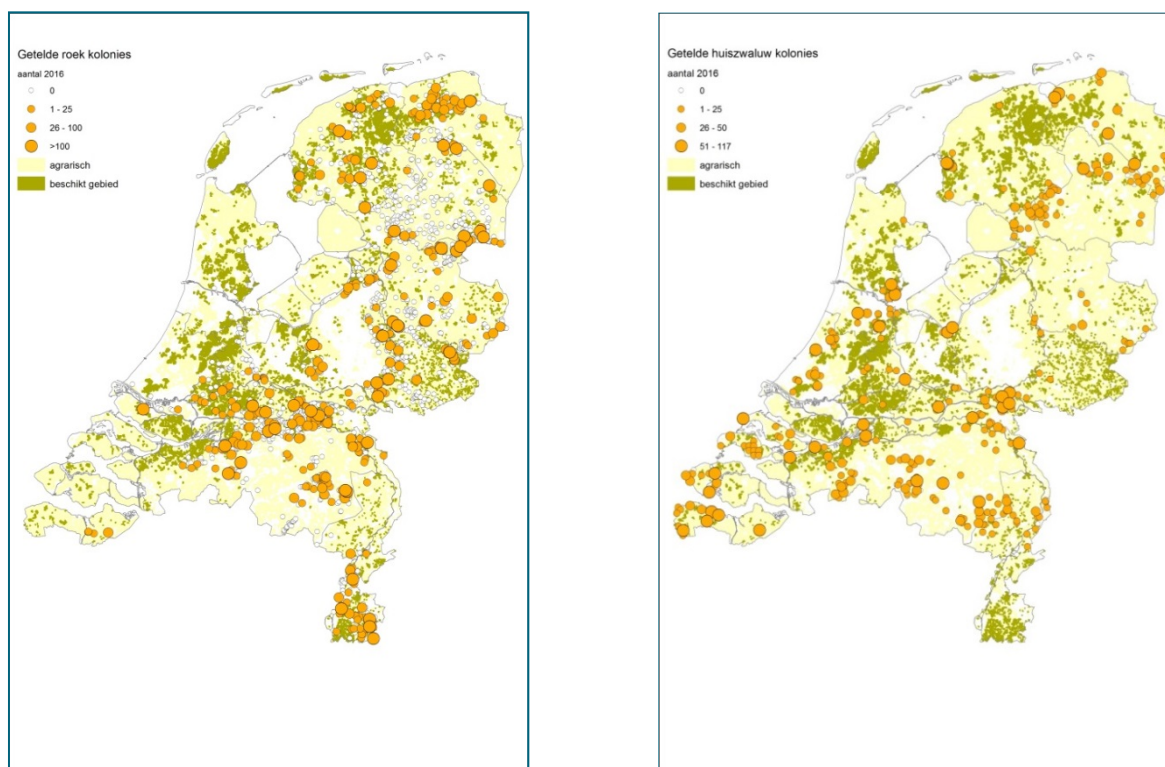 Getelde roek kolonies
aantal 2016
0
1 - 25
26 - 100
>100
agrarisch
beschikt gebied
Getelde huiszwaluw kolonies
aantal 2016
0
1 - 25
26 - 50
51 - 117
agrarisch
beschikt gebied